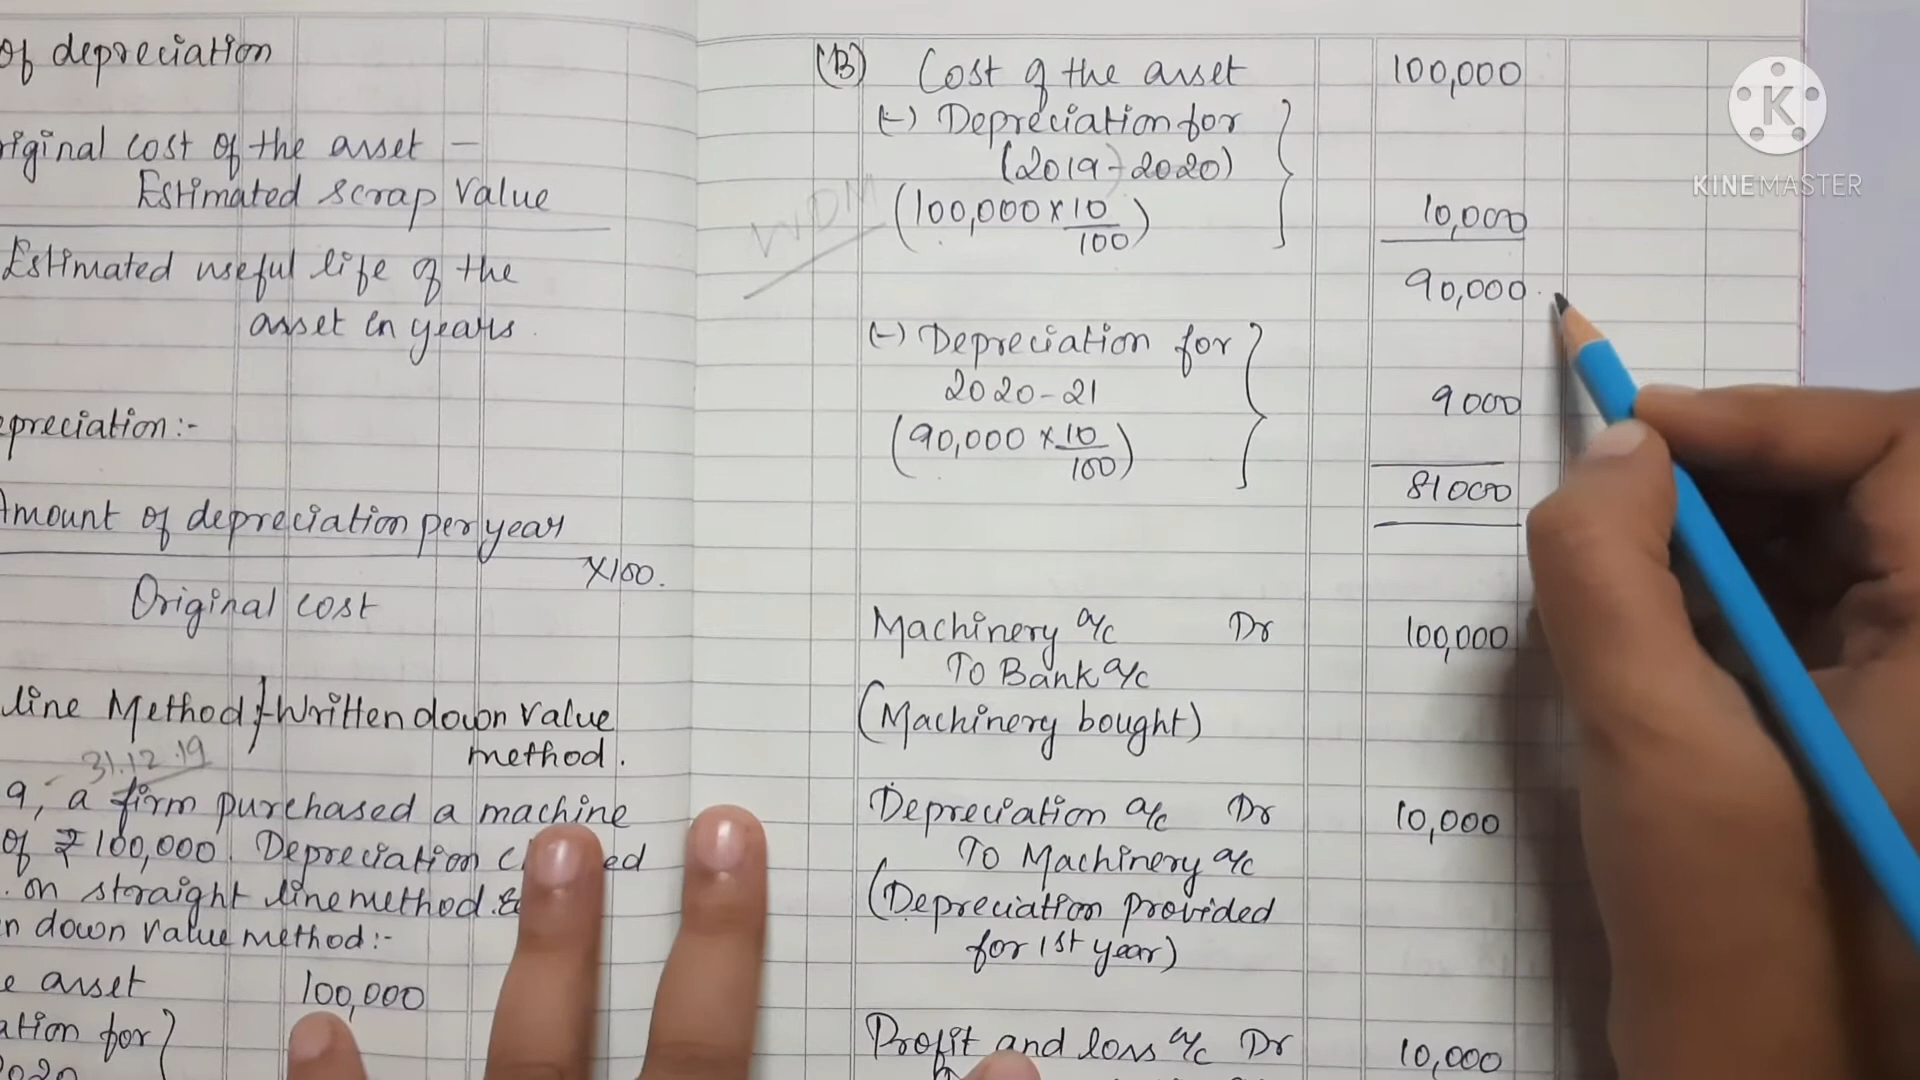 of depreciation
riginal cost of the asset -
Estimated scrap value
Estimated useful life of the
asset in years.
epreciation:-
Amount of depreciation per year
×100.
Original cost
line Method / Written down value
method.
31.12.19
9, a firm purchased a machine
of ₹ 100,000. Depreciation c ed
. on straight line method. &
n down value method:-
e asset 100,000
ation for
2020
(B) Cost of the asset 100,000
(-) Depreciation for
(2019-2020)
(100,000 × 10/100) 10,000
WDM
90,000
(-) Depreciation for
2020-21 9000
(90,000 × 10/100)
81000
Machinery a/c Dr 100,000
To Bank a/c
(Machinery bought)
Depreciation a/c Dr 10,000
To Machinery a/c
(Depreciation provided
for 1st year)
Profit and loss a/c Dr 10,000
K
KINEMASTER